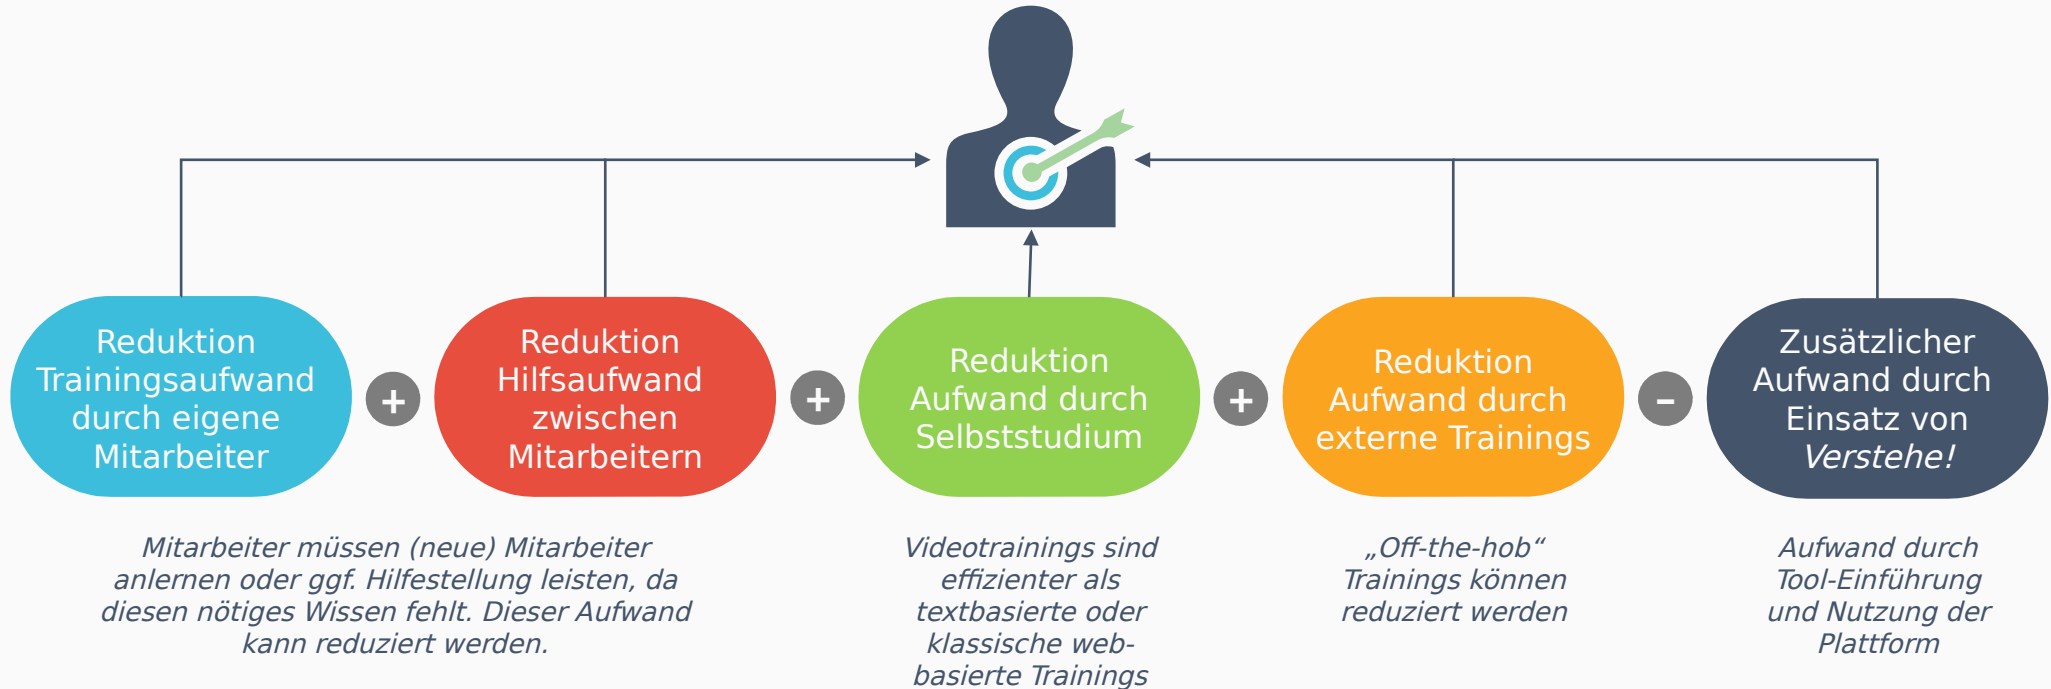 Reduktion
Trainingsaufwand
durch eigene
Mitarbeiter
+
Reduktion
Hilfsaufwand
zwischen
Mitarbeitern
+
Reduktion
Aufwand durch
Selbststudium
+
Reduktion
Aufwand durch
externe Trainings
–
Zusätzlicher
Aufwand durch
Einsatz von
Verstehe!
Mitarbeiter müssen (neue) Mitarbeiter
anlernen oder ggf. Hilfestellung leisten, da
diesen nötiges Wissen fehlt. Dieser Aufwand
kann reduziert werden.
Videotrainings sind
effizienter als
textbasierte oder
klassische web-
basierte Trainings
„Off-the-hob“
Trainings können
reduziert werden
Aufwand durch
Tool-Einführung
und Nutzung der
Plattform